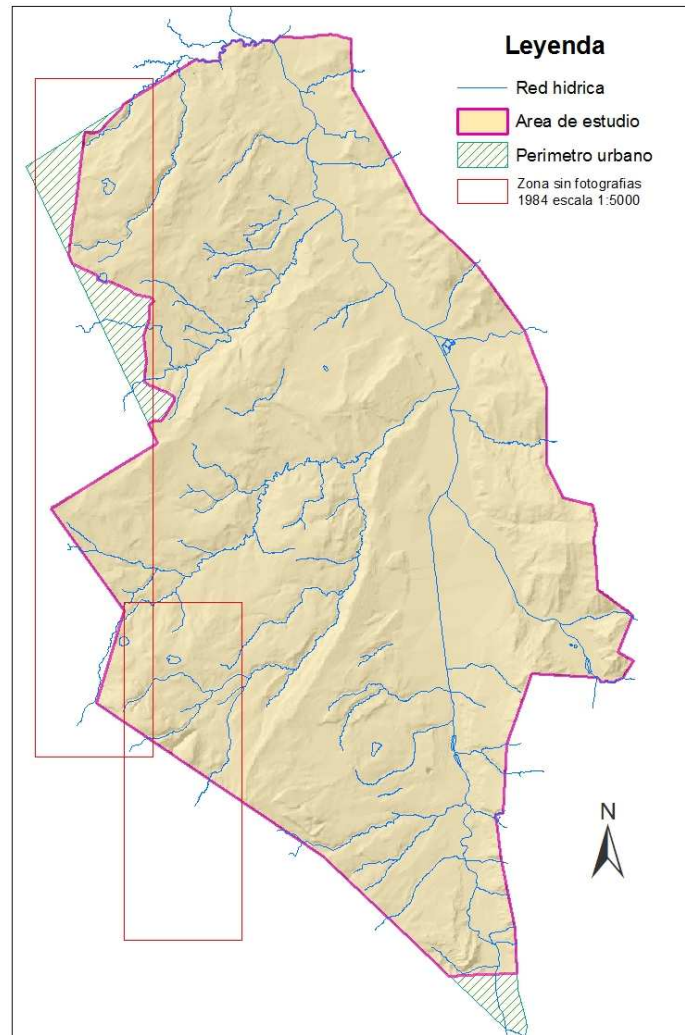 Leyenda
Red hidrica
Area de estudio
Perimetro urbano
Zona sin fotografias
1984 escala 1:5000
N